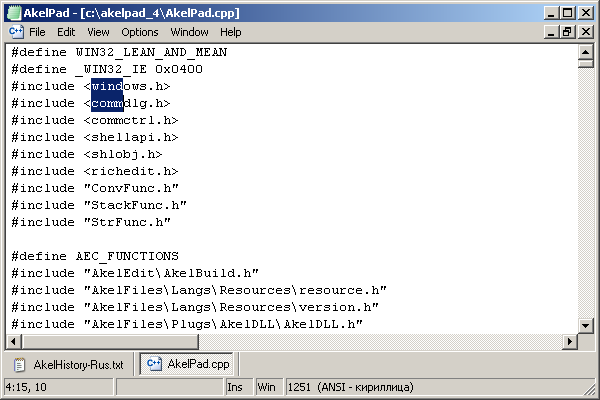 AkelPad - [c:\akelpad_4\AkelPad.cpp]
File Edit View Options Window Help
#define WIN32_LEAN_AND_MEAN
#define _WIN32_IE 0x0400
#include <windows.h>
#include <commdlg.h>
#include <commctrl.h>
#include <shellapi.h>
#include <shlobj.h>
#include <richedit.h>
#include "ConvFunc.h"
#include "StackFunc.h"
#include "StrFunc.h"
#define AEC_FUNCTIONS
#include "AkelEdit\AkelBuild.h"
#include "AkelFiles\Langs\Resources\resource.h"
#include "AkelFiles\Langs\Resources\version.h"
#include "AkelFiles\Plugs\AkelDLL\AkelDLL.h"
AkelHistory-Rus.txt C++ AkelPad.cpp
4:15, 10 Ins Win 1251 (ANSI - кириллица)